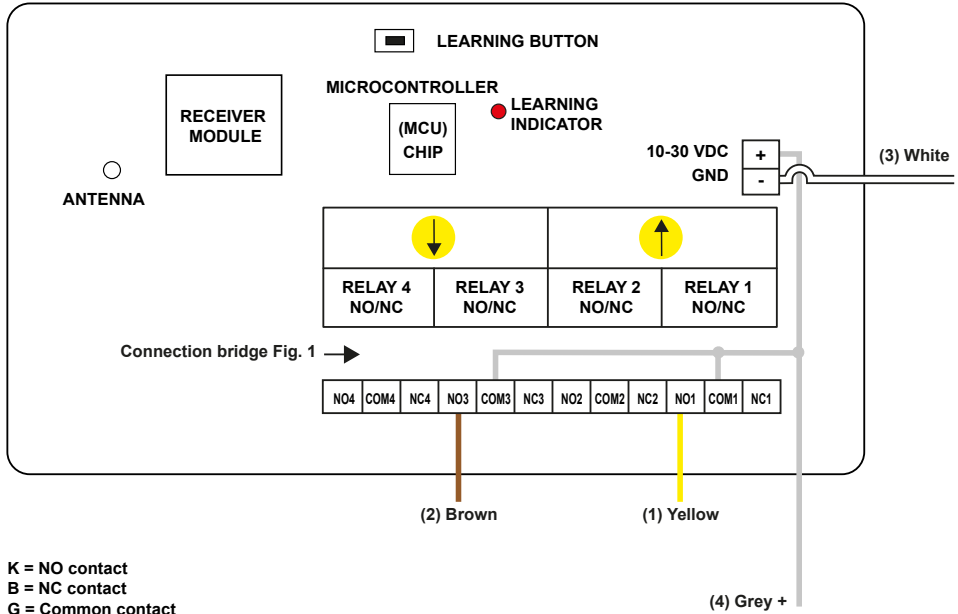 LEARNING BUTTON
MICROCONTROLLER
RECEIVER
MODULE
(MCU)
CHIP
LEARNING
INDICATOR
ANTENNA
10-30 VDC
GND
+
-
(3) White
RELAY 4
NO/NC
RELAY 3
NO/NC
RELAY 2
NO/NC
RELAY 1
NO/NC
Connection bridge Fig. 1
NO4 COM4 NC4 NO3 COM3 NC3 NO2 COM2 NC2 NO1 COM1 NC1
(2) Brown
(1) Yellow
K = NO contact
B = NC contact
G = Common contact
(4) Grey +